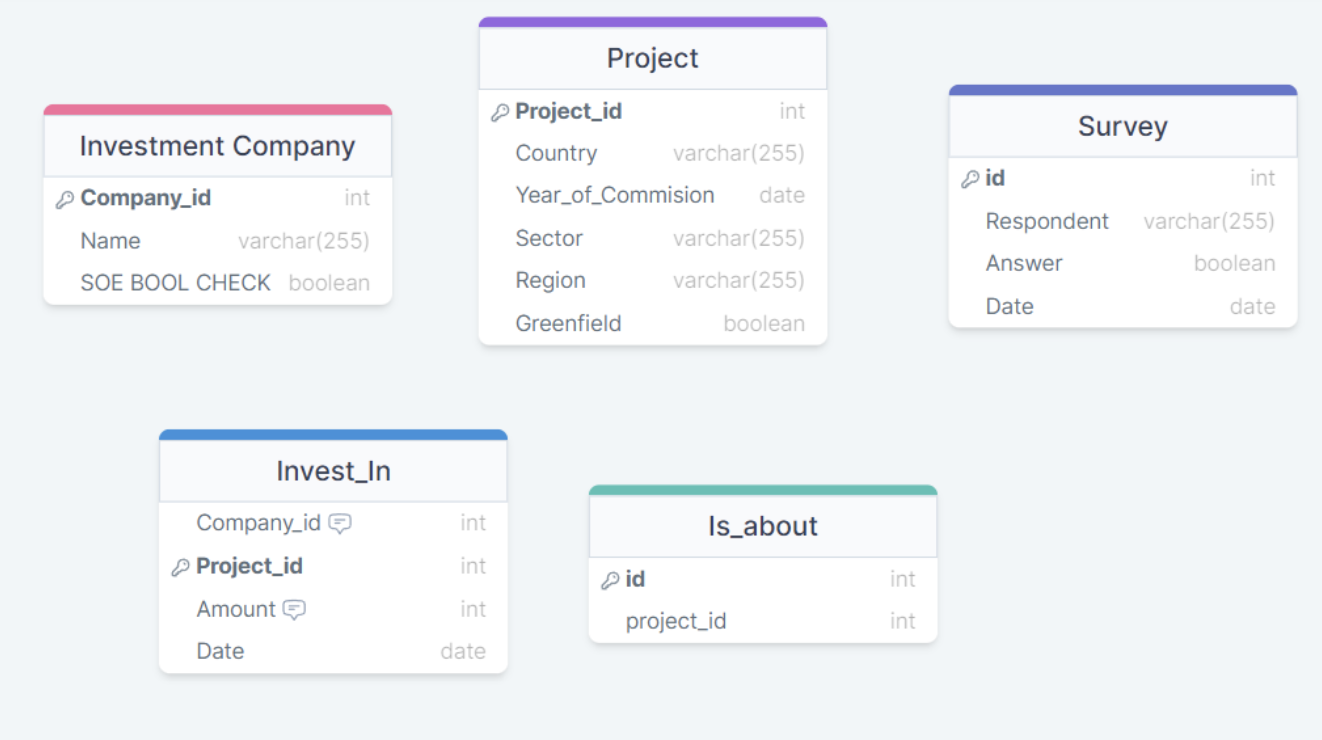 Investment Company
Company_id int
Name varchar(255)
SOE BOOL CHECK boolean
Project
Project_id int
Country varchar(255)
Year_of_Commision date
Sector varchar(255)
Region varchar(255)
Greenfield boolean
Survey
id int
Respondent varchar(255)
Answer boolean
Date date
Invest_In
Company_id int
Project_id int
Amount int
Date date
Is_about
id int
project_id int